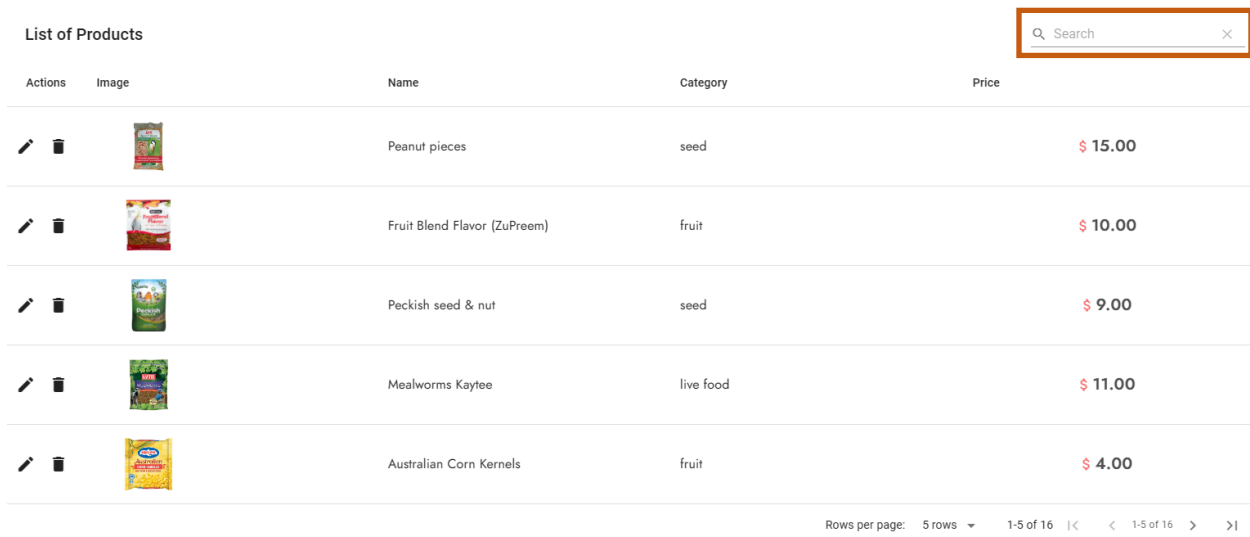 List of Products
Search
Actions Image Name Category Price
Peanut pieces seed $ 15.00
Fruit Blend Flavor (ZuPreem) fruit $ 10.00
Peckish seed & nut seed $ 9.00
Mealworms Kaytee live food $ 11.00
Australian Corn Kernels fruit $ 4.00
Rows per page: 5 rows 1-5 of 16 1-5 of 16